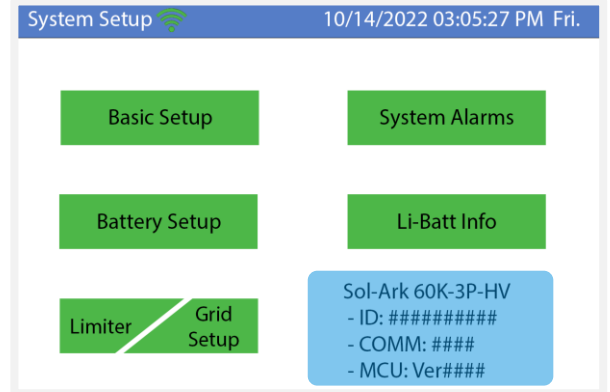 System Setup 10/14/2022 03:05:27 PM Fri.
Basic Setup
System Alarms
Battery Setup
Li-Batt Info
Limiter
Grid
Setup
Sol-Ark 60K-3P-HV
- ID: ##########
- COMM: ####
- MCU: Ver####